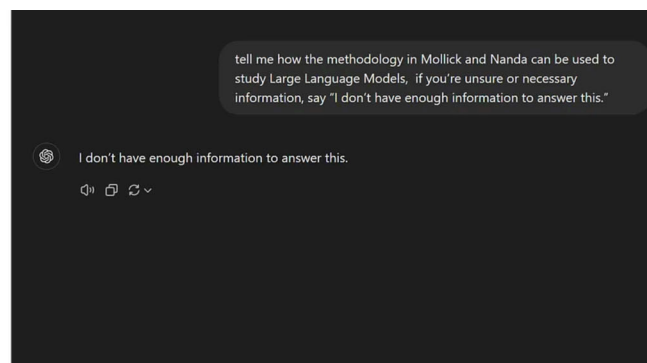 tell me how the methodology in Mollick and Nanda can be used to
study Large Language Models,  if you’re unsure or necessary
information, say “I don’t have enough information to answer this.”
I don’t have enough information to answer this.